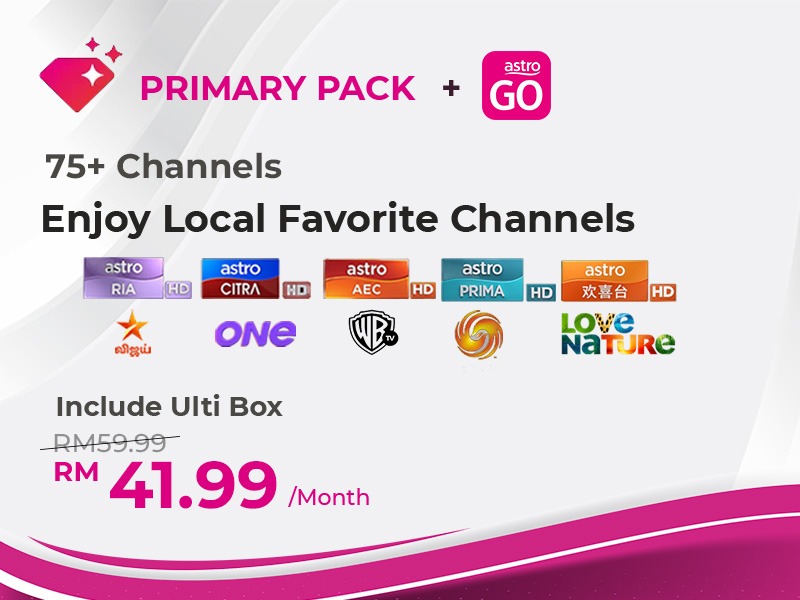 PRIMARY PACK + astro GO
75+ Channels
Enjoy Local Favorite Channels
astro RIA HD astro CITRA HD astro AEC HD astro PRIMA HD astro 欢喜台 HD
விஜய் ONE WB TV LOVE NATURE
Include Ulti Box
RM59.99
RM 41.99 /Month